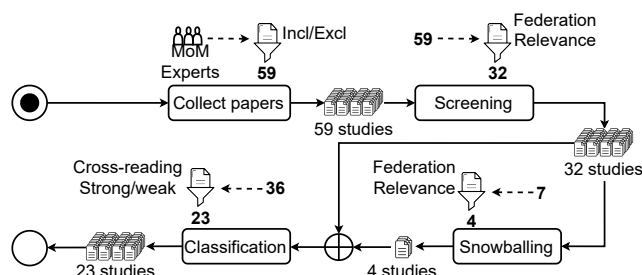 MoM
Experts
Incl/Excl
59
59
Federation
Relevance
32
Collect papers
59 studies
Screening
32 studies
Cross-reading
Strong/weak
36
23
Federation
Relevance
7
4
23 studies
Classification
4 studies
Snowballing